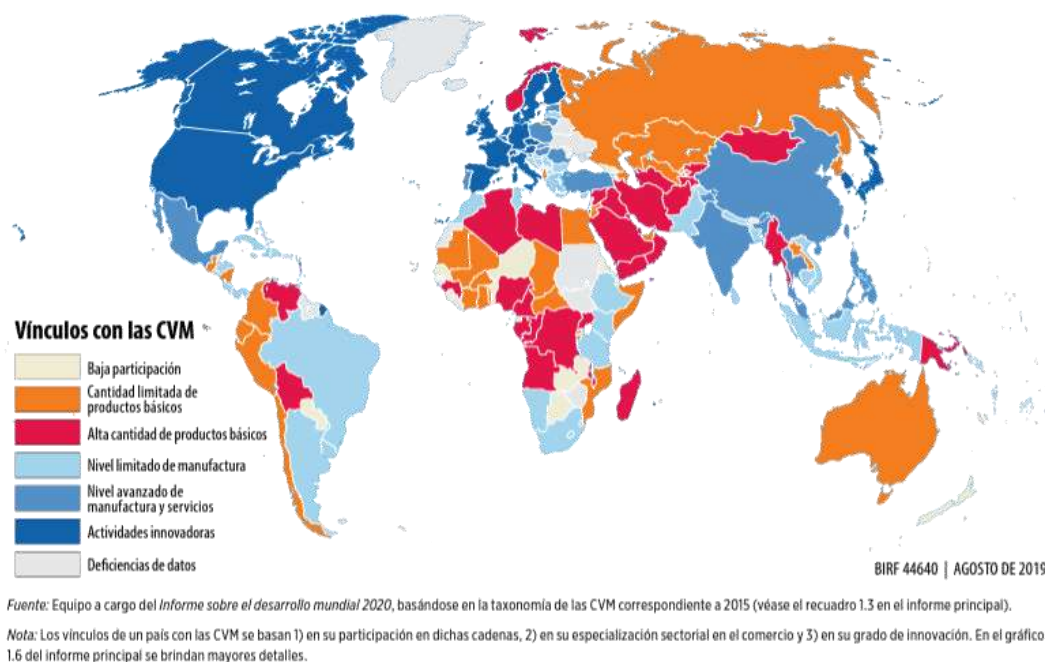 Vínculos con las CVM
Baja participación
Cantidad limitada de
productos básicos
Alta cantidad de productos básicos
Nivel limitado de manufactura
Nivel avanzado de
manufactura y servicios
Actividades innovadoras
Deficiencias de datos
BIRF 44640 | AGOSTO DE 2019
Fuente: Equipo a cargo del Informe sobre el desarrollo mundial 2020, basándose en la taxonomía de las CVM correspondiente a 2015 (véase el recuadro 1.3 en el informe principal).
Nota: Los vínculos de un país con las CVM se basan 1) en su participación en dichas cadenas, 2) en su especialización sectorial en el comercio y 3) en su grado de innovación. En el gráfico
1.6 del informe principal se brindan mayores detalles.